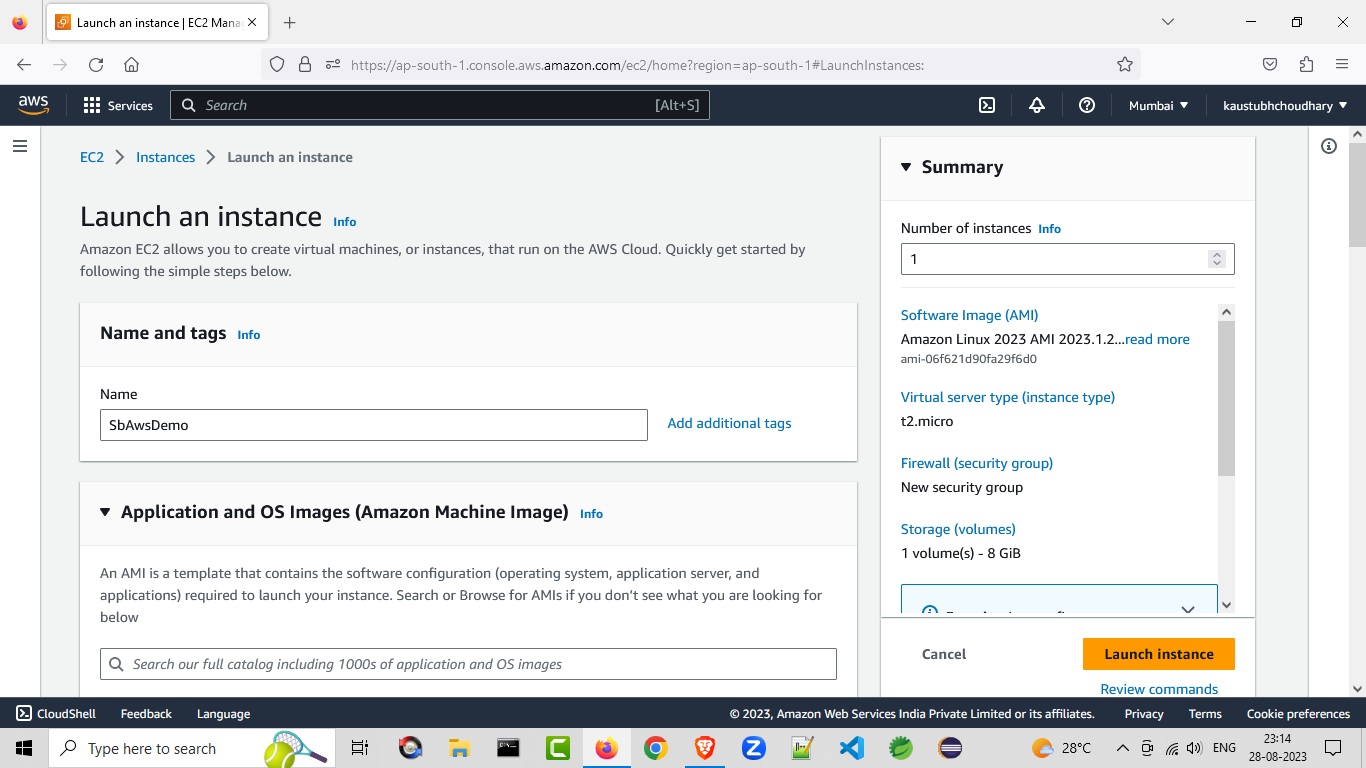 Launch an instance | EC2 Mana
https://ap-south-1.console.aws.amazon.com/ec2/home?region=ap-south-1#LaunchInstances:
aws
Services
Search
[Alt+S]
Mumbai
kaustubhchoudhary
EC2
Instances
Launch an instance
Launch an instance Info
Amazon EC2 allows you to create virtual machines, or instances, that run on the AWS Cloud. Quickly get started by
following the simple steps below.
Name and tags Info
Name
SbAwsDemo
Add additional tags
Application and OS Images (Amazon Machine Image) Info
An AMI is a template that contains the software configuration (operating system, application server, and
applications) required to launch your instance. Search or Browse for AMIs if you don’t see what you are looking for
below
Search our full catalog including 1000s of application and OS images
Summary
Number of instances Info
1
Software Image (AMI)
Amazon Linux 2023 AMI 2023.1.2...read more
ami-06f621d90fa29f6d0
Virtual server type (instance type)
t2.micro
Firewall (security group)
New security group
Storage (volumes)
1 volume(s) - 8 GiB
Cancel
Launch instance
Review commands
CloudShell
Feedback
Language
© 2023, Amazon Web Services India Private Limited or its affiliates.
Privacy
Terms
Cookie preferences
Type here to search
28°C
ENG
23:14
28-08-2023